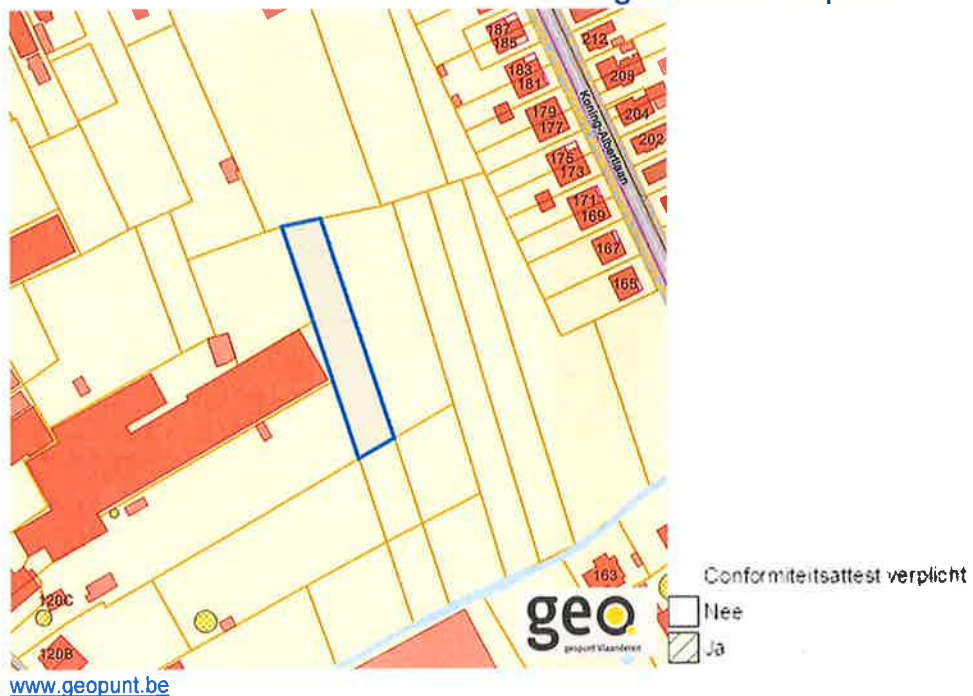 187
185
183
181
179
177
175
173
171
169
167
165
212
208
204
202
Koning-Albertlaan
163
120C
120B
geo.
geopunt Vlaanderen
Conformiteitsattest verplicht
Nee
Ja
www.geopunt.be